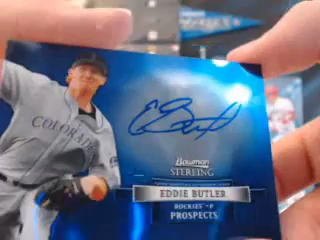 COLORADO
Bowman
STERLING
EDDIE BUTLER
ROCKIES - P
PROSPECTS